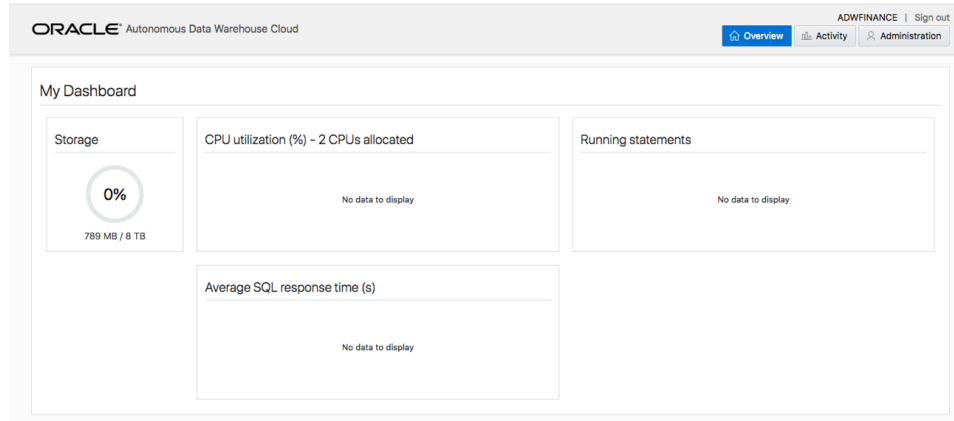 ORACLE® Autonomous Data Warehouse Cloud
ADWFINANCE | Sign out
Overview Activity Administration
My Dashboard
Storage
0%
789 MB / 8 TB
CPU utilization (%) - 2 CPUs allocated
No data to display
Running statements
No data to display
Average SQL response time (s)
No data to display